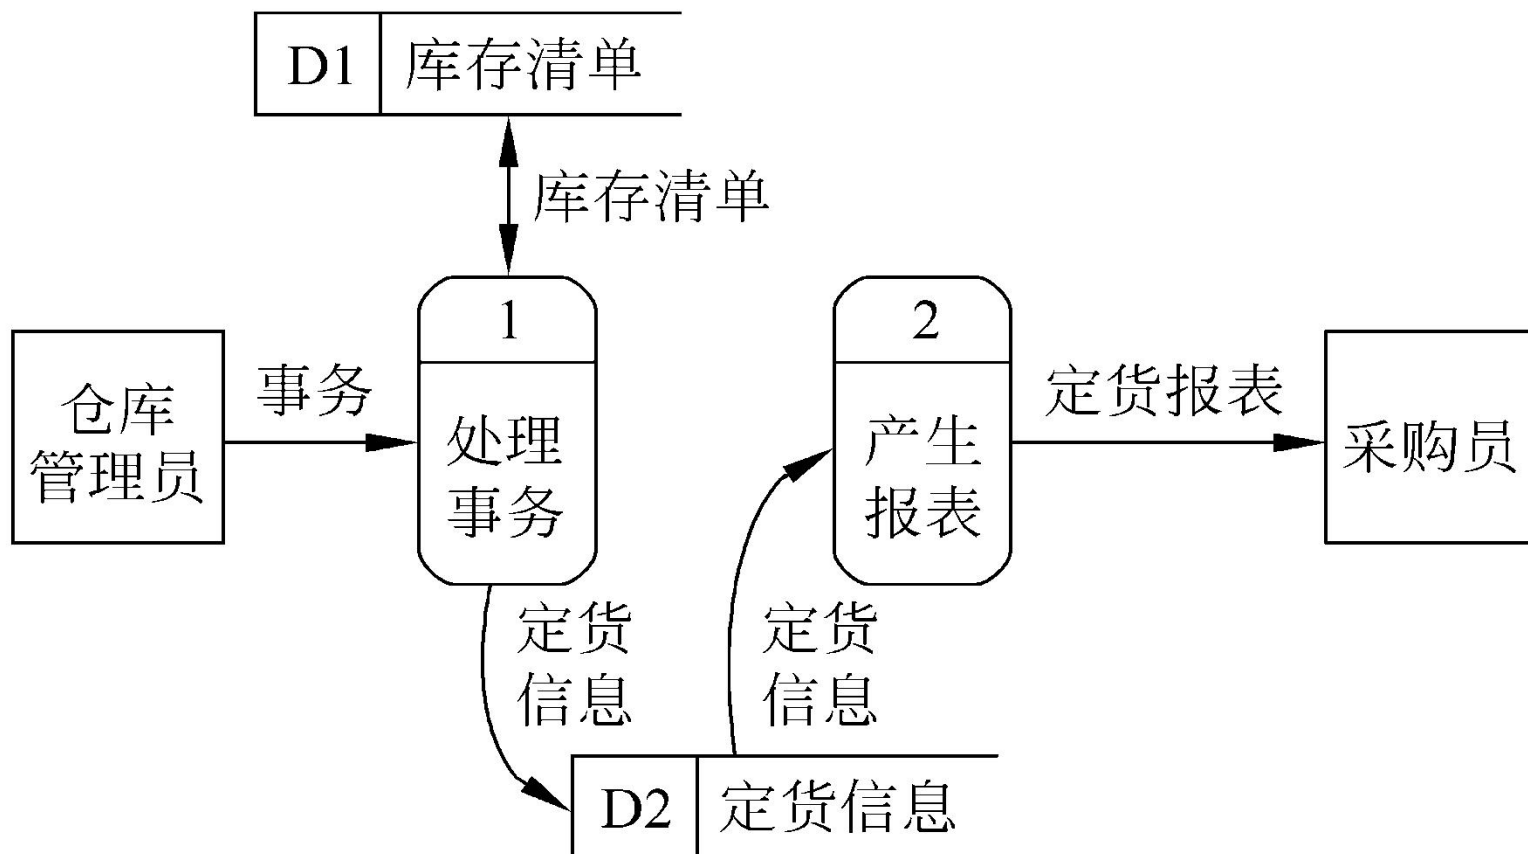 D1 库存清单
库存清单
1
2
仓库
管理员
事务
处理
事务
产生
报表
定货报表
采购员
定货
信息
定货
信息
D2 定货信息